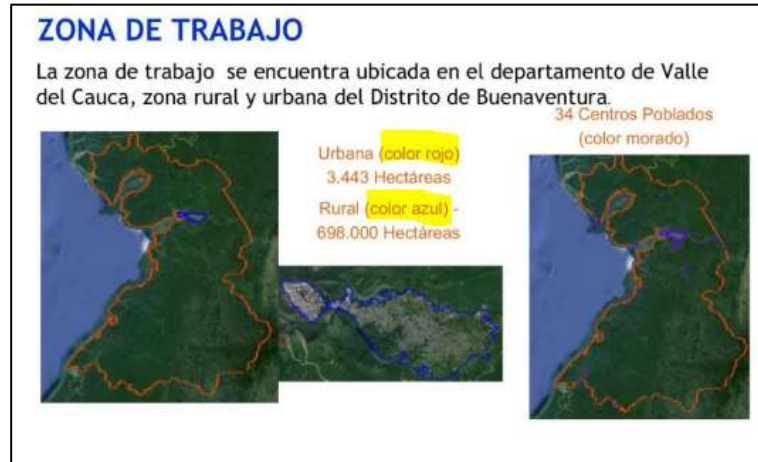 ZONA DE TRABAJO
La zona de trabajo se encuentra ubicada en el departamento de Valle
del Cauca, zona rural y urbana del Distrito de Buenaventura.
34 Centros Poblados
(color morado)
Urbana (color rojo)
3.443 Hectáreas
Rural (color azul) -
698.000 Hectáreas